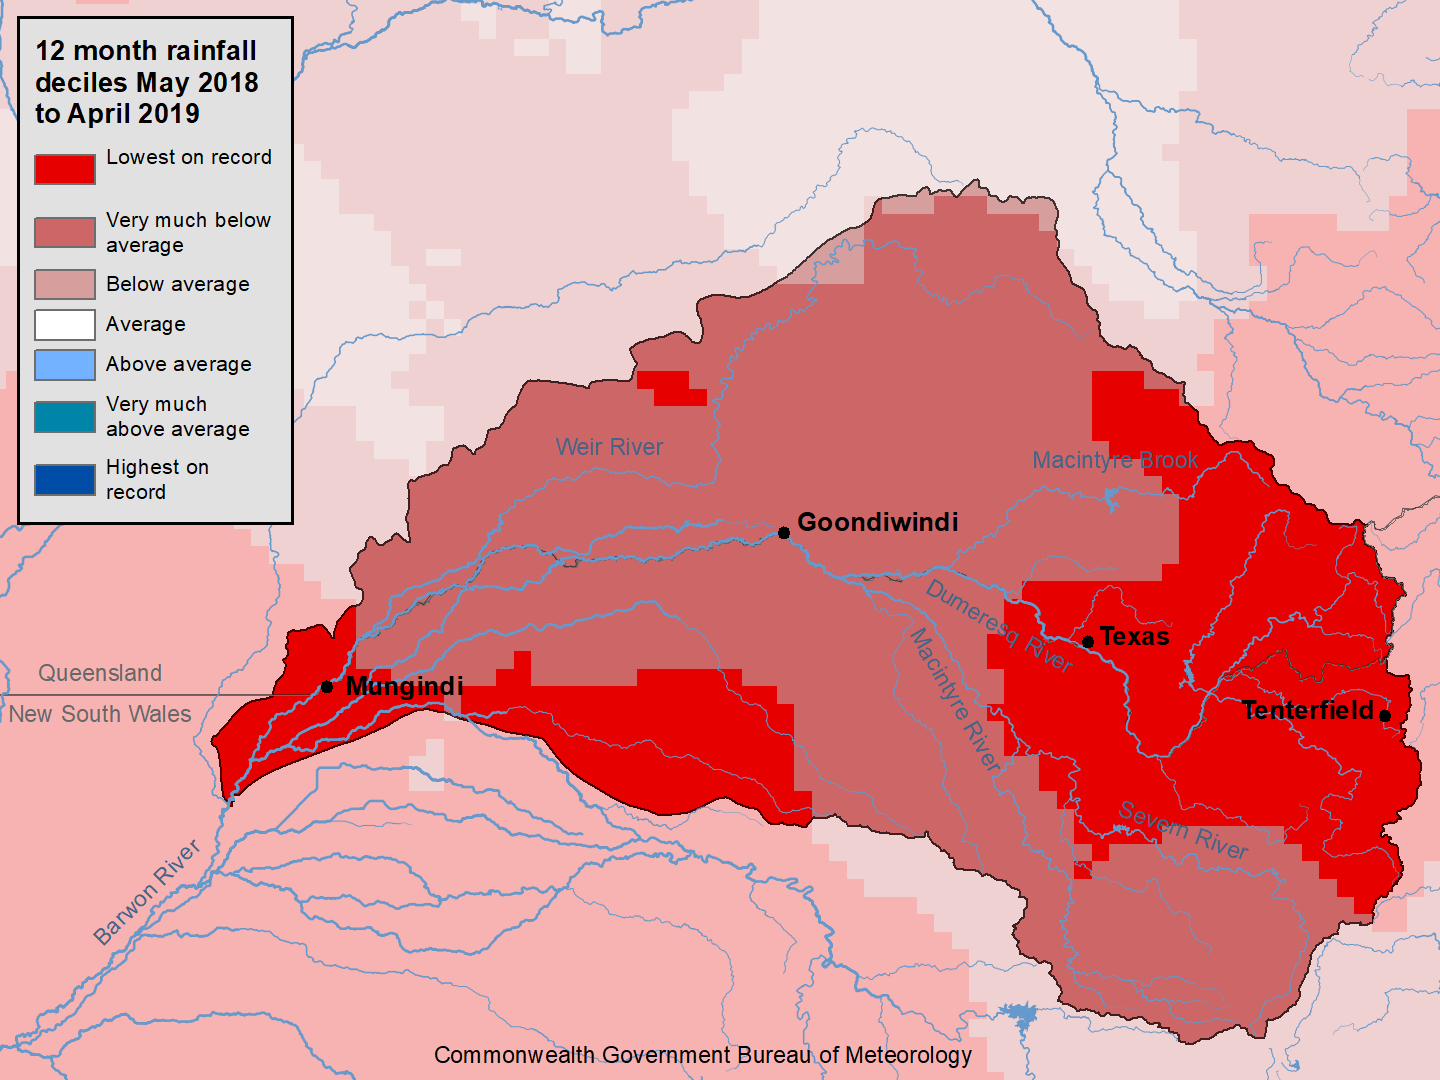 12 month rainfall
deciles May 2018
to April 2019
Lowest on record
Very much below
average
Below average
Average
Above average
Very much
above average
Highest on
record
Weir River
Macintyre Brook
Goondiwindi
Dumeresq River
Texas
Macintyre River
Queensland
Mungindi
New South Wales
Tenterfield
Severn River
Barwon River
Commonwealth Government Bureau of Meteorology